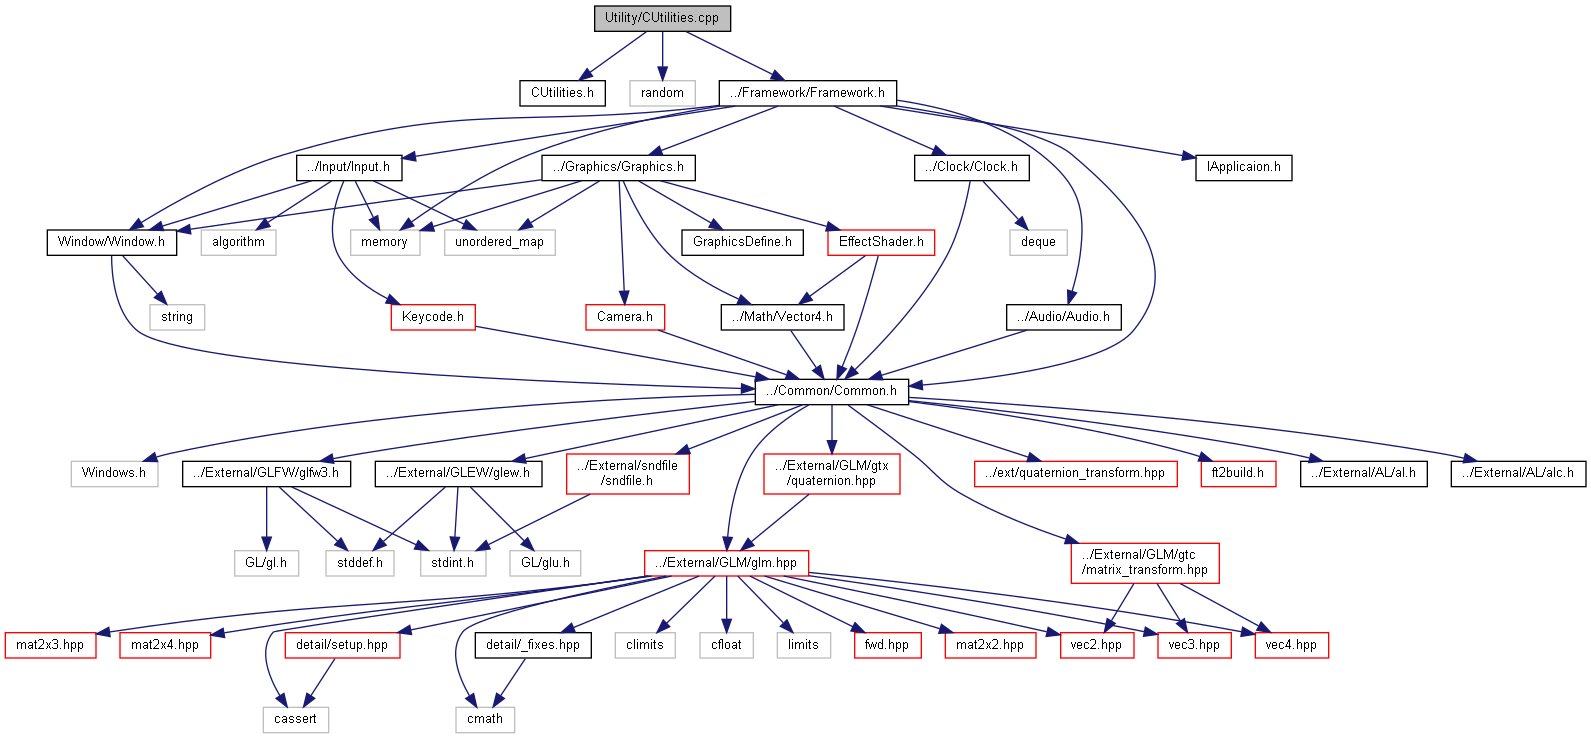 Utility/CUtilities.cpp
CUtilities.h
random
../Framework/Framework.h
../Input/Input.h
../Graphics/Graphics.h
../Clock/Clock.h
IApplicaion.h
Window/Window.h
algorithm
memory
unordered_map
GraphicsDefine.h
EffectShader.h
deque
string
Keycode.h
Camera.h
../Math/Vector4.h
../Audio/Audio.h
../Common/Common.h
Windows.h
../External/GLFW/glfw3.h
../External/GLEW/glew.h
../External/sndfile
/sndfile.h
../External/GLM/gtx
/quaternion.hpp
../ext/quaternion_transform.hpp
ft2build.h
../External/AL/al.h
../External/AL/alc.h
GL/gl.h
stddef.h
stdint.h
GL/glu.h
../External/GLM/glm.hpp
../External/GLM/gtc
/matrix_transform.hpp
mat2x3.hpp
mat2x4.hpp
detail/setup.hpp
detail/_fixes.hpp
climits
cfloat
limits
fwd.hpp
mat2x2.hpp
vec2.hpp
vec3.hpp
vec4.hpp
cassert
cmath